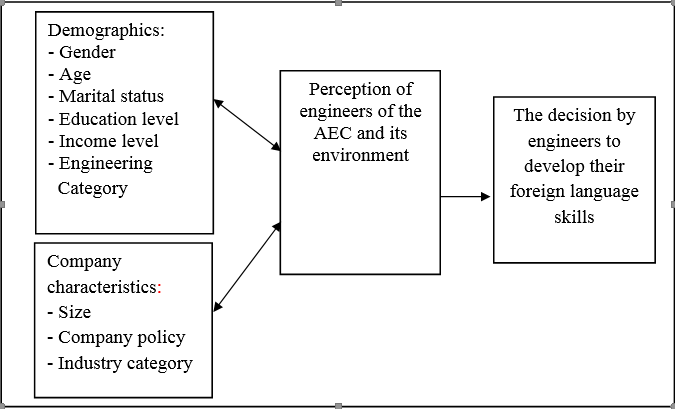 Demographics:
- Gender
- Age
- Marital status
- Education level
- Income level
- Engineering
Category
Company
characteristics:
- Size
- Company policy
- Industry category
Perception of
engineers of the
AEC and its
environment
The decision by
engineers to
develop their
foreign language
skills